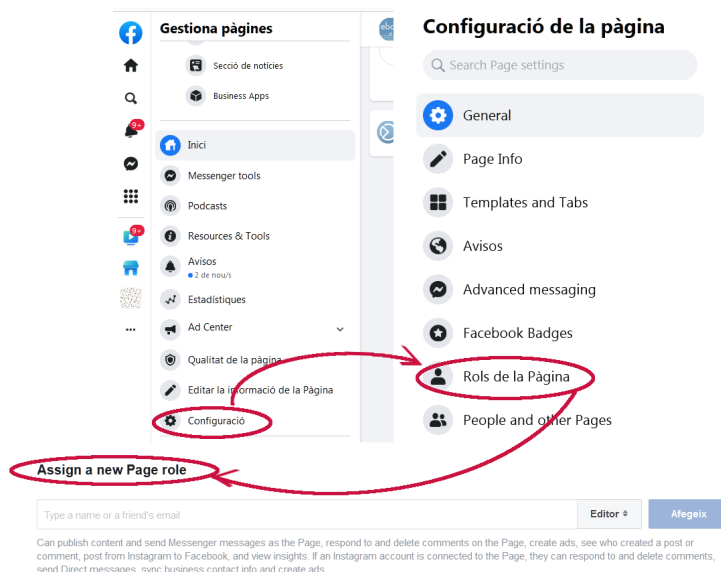 Gestiona pàgines
Secció de notícies
Business Apps
Inici
Messenger tools
Podcasts
Resources & Tools
Avisos
2 de nou/s
Estadístiques
Ad Center
Qualitat de la pàgina
Editar la informació de la Pàgina
Configuració
9+
9+
ebc
Configuració de la pàgina
Search Page settings
General
Page Info
Templates and Tabs
Avisos
Advanced messaging
Facebook Badges
Rols de la Pàgina
People and other Pages
Assign a new Page role
Type a name or a friend's email
Editor
Afegeix
Can publish content and send Messenger messages as the Page, respond to and delete comments on the Page, create ads, see who created a post or
comment, post from Instagram to Facebook, and view insights. If an Instagram account is connected to the Page, they can respond to and delete comments,
send Direct messages, sync business contact info and create ads.